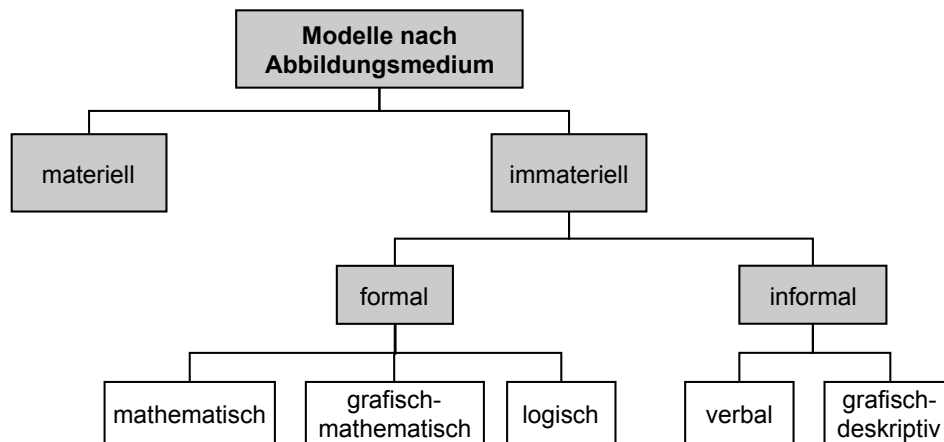 Modelle nach
Abbildungsmedium
materiell
immateriell
formal
informal
mathematisch
grafisch-
mathematisch
logisch
verbal
grafisch-
deskriptiv